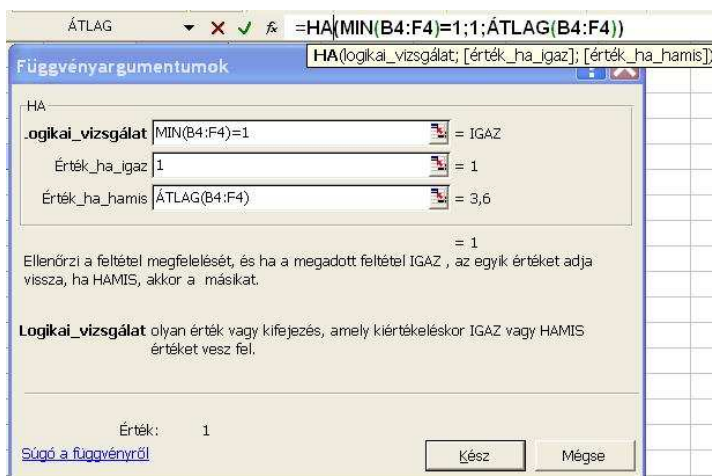 ÁTLAG
=HA(MIN(B4:F4)=1;1;ÁTLAG(B4:F4))
HA(logikai_vizsgálat; [érték_ha_igaz]; [érték_ha_hamis])
Függvényargumentumok
HA
.ogikai_vizsgálat MIN(B4:F4)=1 = IGAZ
Érték_ha_igaz 1 = 1
Érték_ha_hamis ÁTLAG(B4:F4) = 3,6
= 1
Ellenőrzi a feltétel megfelelését, és ha a megadott feltétel IGAZ , az egyik értéket adja
vissza, ha HAMIS, akkor a másikat.
Logikai_vizsgálat olyan érték vagy kifejezés, amely kiértékeléskor IGAZ vagy HAMIS
értéket vesz fel.
Érték: 1
Súgó a függvényről
Kész
Mégse